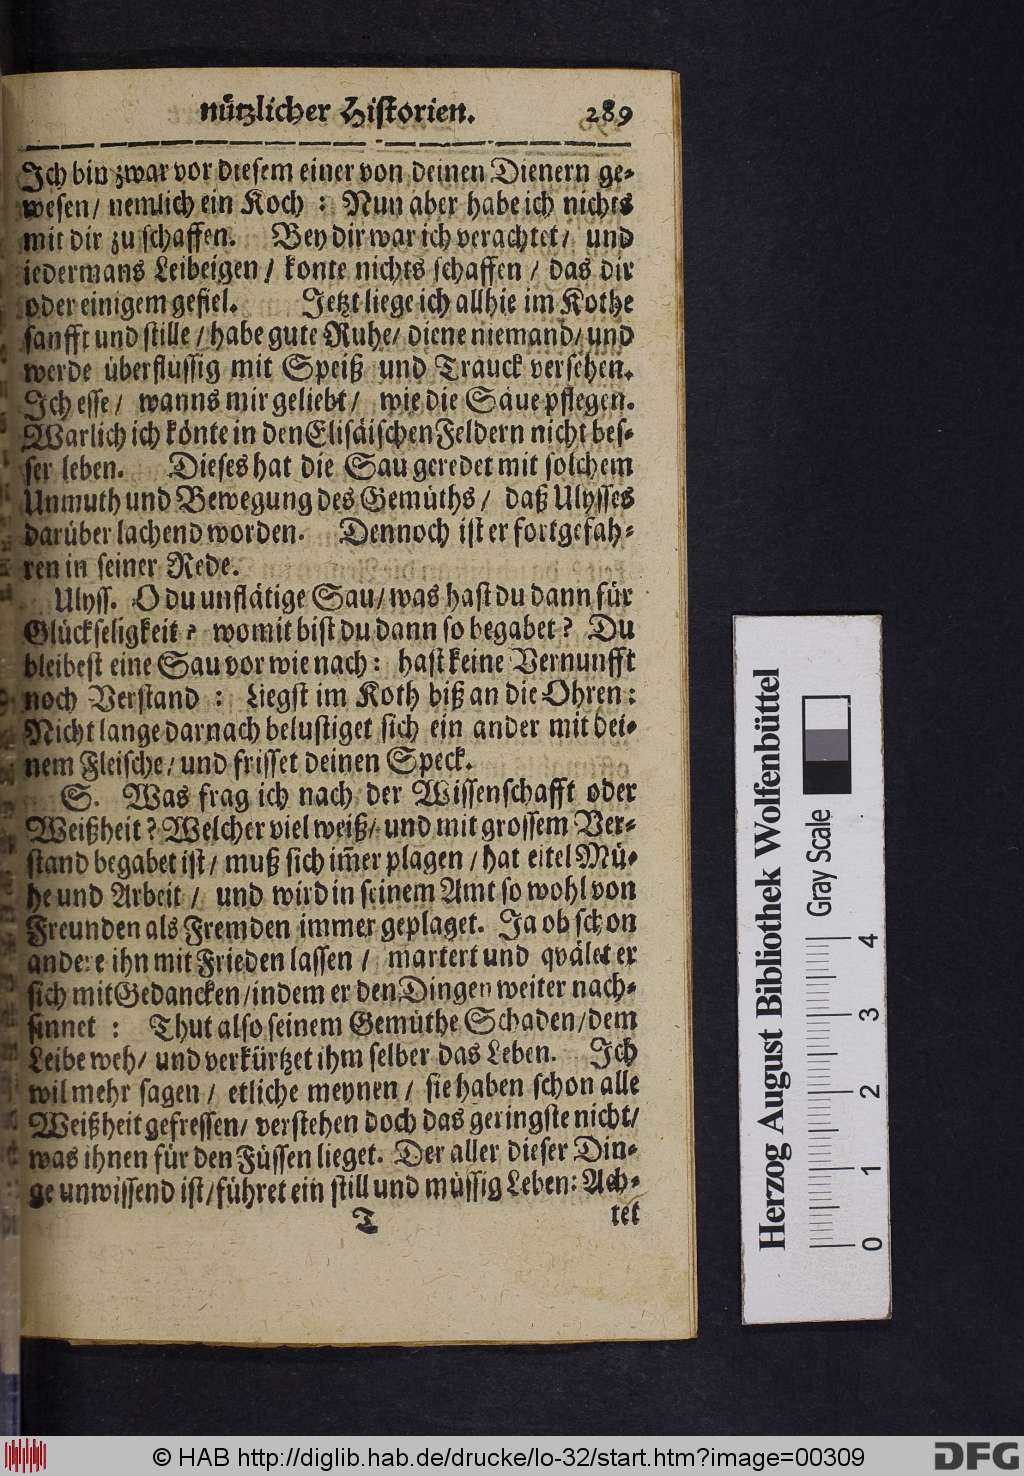 nützlicher Historien. 289
Ich bin zwar vor diesem einer von deinen Dienern ge-
wesen/ nemlich ein Koch : Nun aber habe ich nichts
mit dir zu schaffen. Bey dir war ich verachtet/ und
iedermans Leibeigen/ konte nichts schaffen/ das dir
oder einigem gefiel. Jetzt liege ich allhie im Kothe
sanfft und stille/ habe gute Ruhe/ diene niemand/ und
werde überflüssig mit Speiß und Tranck versehen.
Ich esse/ wanns mir geliebt/ wie die Säue pflegen.
Warlich ich könte in den Elisäischen Feldern nicht bes-
ser leben. Dieses hat die Sau geredet mit solchem
Unmuth und Bewegung des Gemüths/ daß Ulysses
darüber lachend worden. Dennoch ist er fortgefah-
ren in seiner Rede.
Ulyss. O du unflätige Sau/ was hast du dann für
Glückseligkeit? womit bist du dann so begabet? Du
bleibest eine Sau vor wie nach: hast keine Vernunfft
noch Verstand : Liegst im Koth biß an die Ohren:
Nicht lange darnach belustiget sich ein ander mit dei-
nem Fleische/ und frisset deinen Speck.
S. Was frag ich nach der Wissenschafft oder
Weißheit? Welcher viel weiß/ und mit grossem Ver-
stand begabet ist/ muß sich im̃er plagen/ hat eitel Mü-
he und Arbeit/ und wird in seinem Amt so wohl von
Freunden als Fremden immer geplaget. Ja ob schon
andere ihn mit Frieden lassen/ martert und qvälet er
sich mit Gedancken/ indem er den Dingen weiter nach-
sinnet : Thut also seinem Gemüthe Schaden/ dem
Leibe weh/ und verkürtzet ihm selber das Leben. Ich
wil mehr sagen/ etliche meynen/ sie haben schon alle
Weißheit gefressen/ verstehen doch das geringste nicht/
was ihnen für den Füssen lieget. Der aller dieser Din-
ge unwissend ist/ führet ein still und müssig Leben: Ach-
T tet
Herzog August Bibliothek Wolfenbüttel
Gray Scale
0 1 2 3 4
© HAB http://diglib.hab.de/drucke/lo-32/start.htm?image=00309
DFG